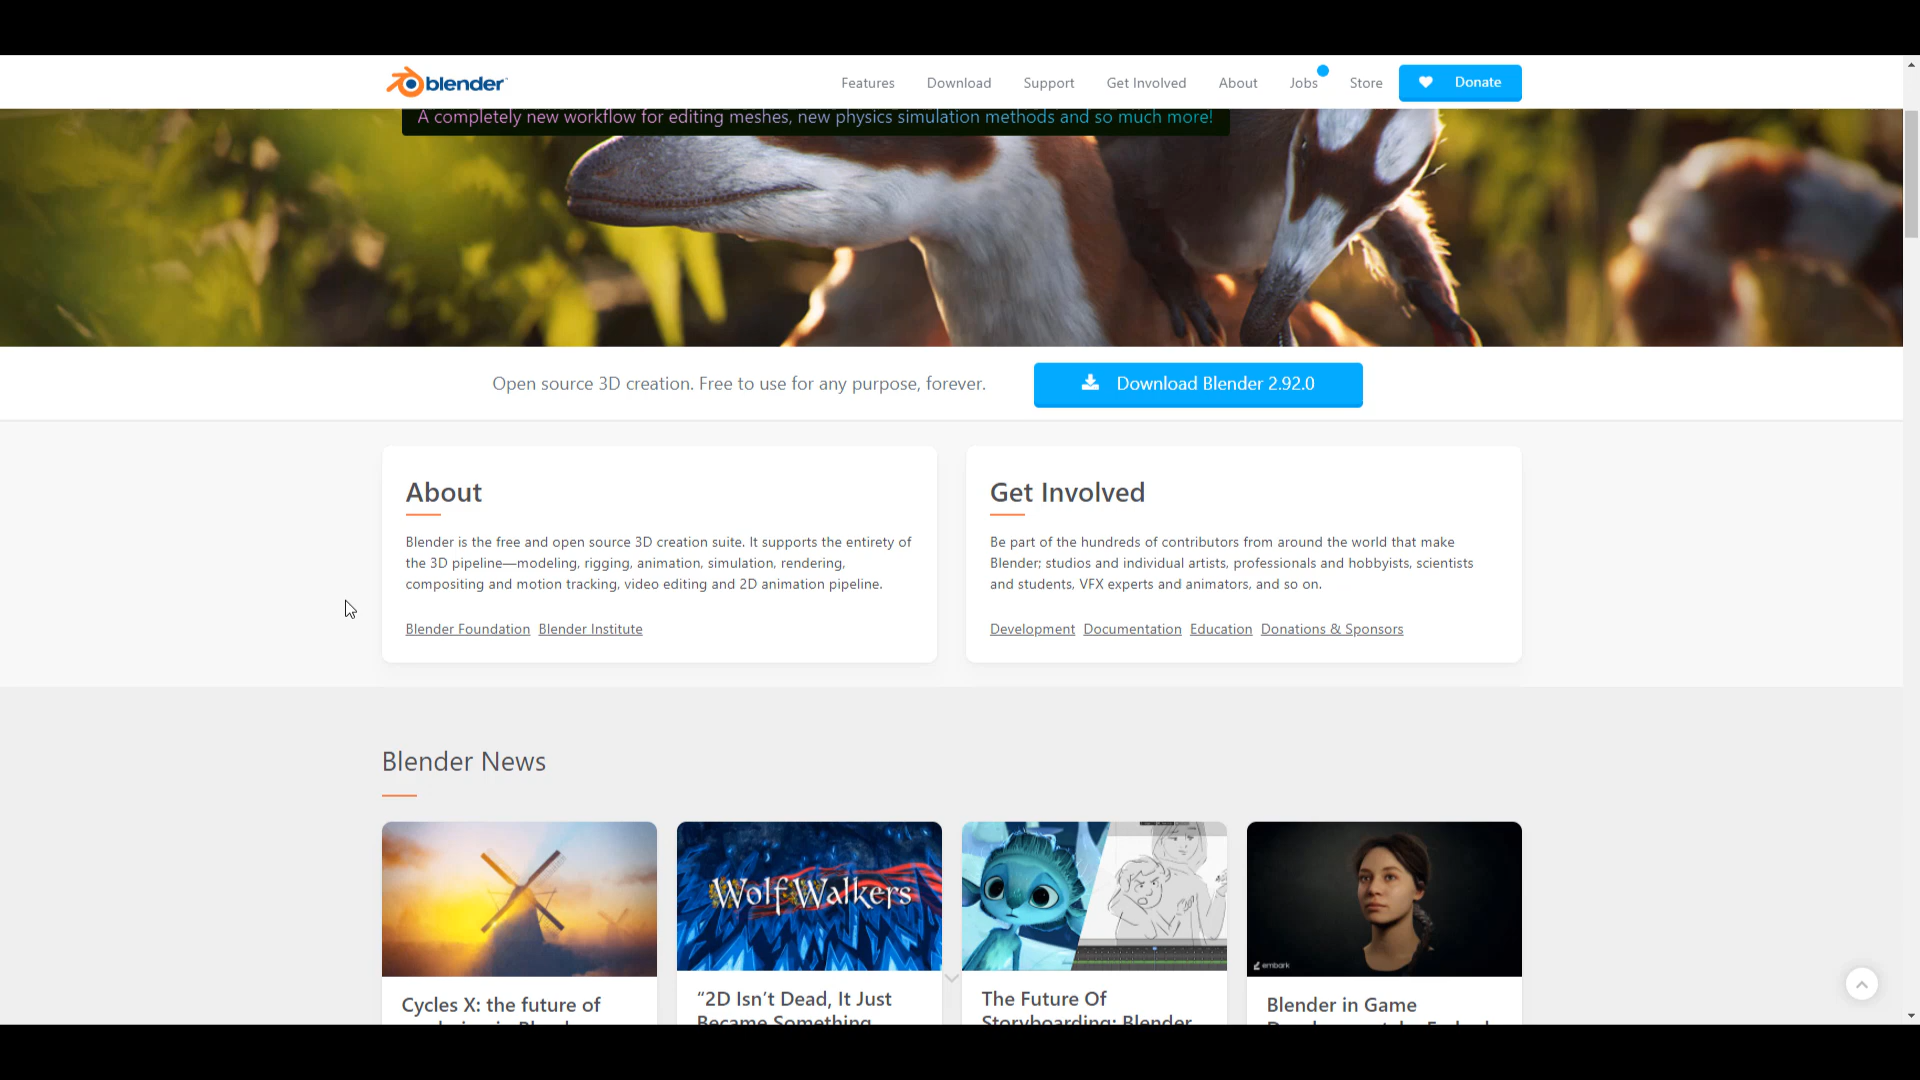 blender
Features Download Support Get Involved About Jobs Store Donate
A completely new workflow for editing meshes, new physics simulation methods and so much more!
Open source 3D creation. Free to use for any purpose, forever.
Download Blender 2.92.0
About
Blender is the free and open source 3D creation suite. It supports the entirety of
the 3D pipeline—modeling, rigging, animation, simulation, rendering,
compositing and motion tracking, video editing and 2D animation pipeline.
Blender Foundation Blender Institute
Get Involved
Be part of the hundreds of contributors from around the world that make
Blender; studios and individual artists, professionals and hobbyists, scientists
and students, VFX experts and animators, and so on.
Development Documentation Education Donations & Sponsors
Blender News
WolfWalkers
embark
Cycles X: the future of
“2D Isn’t Dead, It Just
Became Something
The Future Of
Storyboarding: Blender
Blender in Game